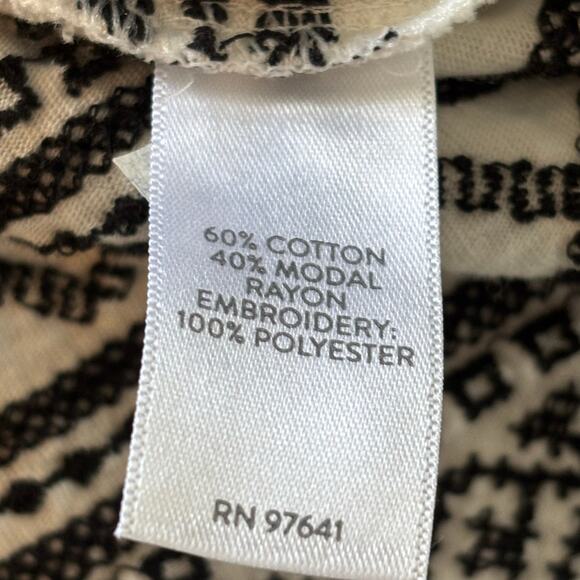 60% COTTON
40% MODAL
RAYON
EMBROIDERY:
100% POLYESTER
RN 97641